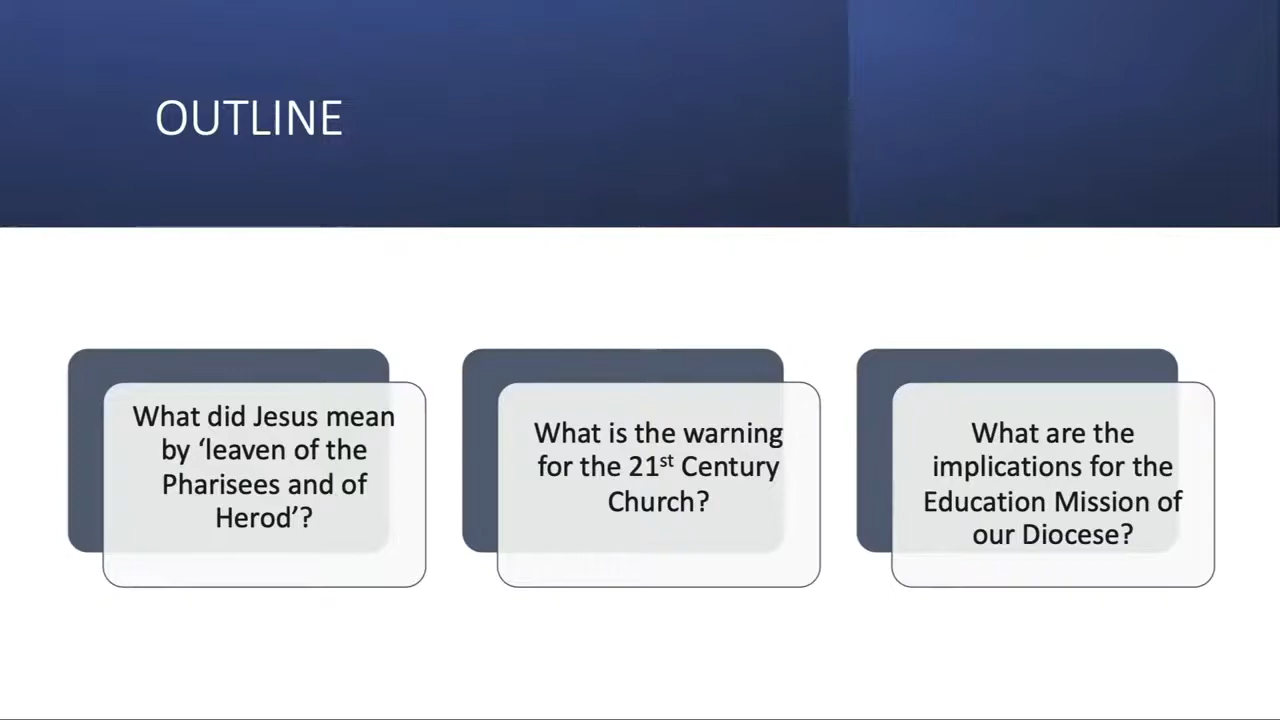 OUTLINE
What did Jesus mean
by ‘leaven of the
Pharisees and of
Herod’?
What is the warning
for the 21st Century
Church?
What are the
implications for the
Education Mission of
our Diocese?